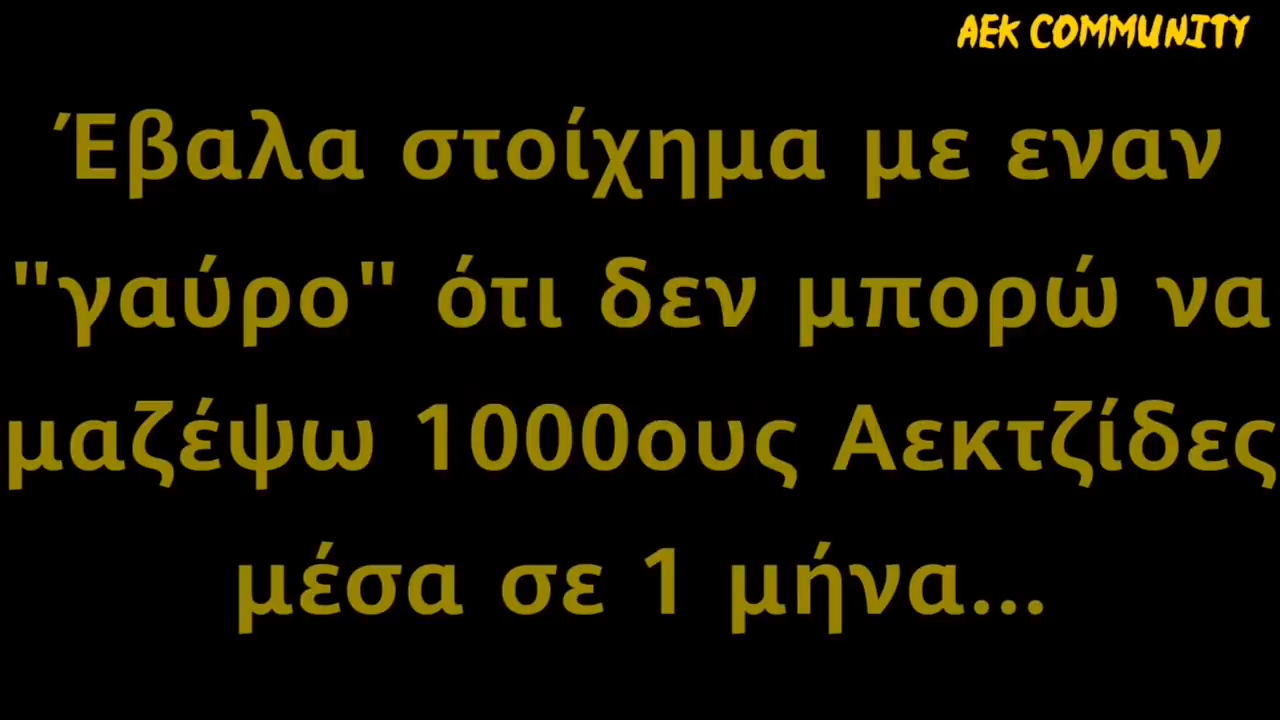 AEK COMMUNITY
Έβαλα στοίχημα με εναν
"γαύρο" ότι δεν μπορώ να
μαζέψω 1000ους Αεκτζίδες
μέσα σε 1 μήνα...